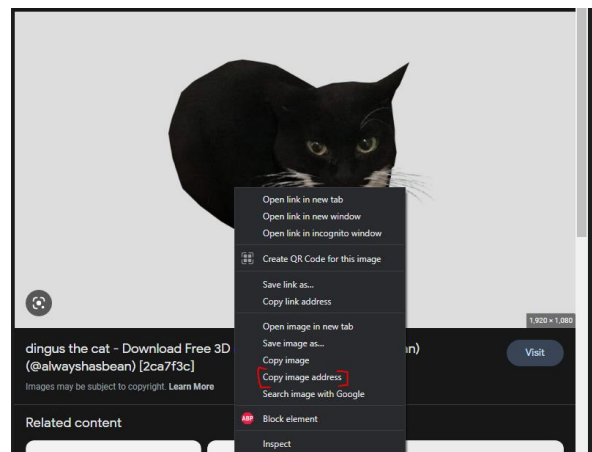 Open link in new tab
Open link in new window
Open link in incognito window
Create QR Code for this image
Save link as...
Copy link address
1,920 × 1,080
Open image in new tab
dingus the cat - Download Free 3D
Save image as...
n)
Visit
(@alwayshasbean) [2ca7f3c]
Copy image
Images may be subject to copyright. Learn More
Copy image address
Search image with Google
ABP Block element
Related content
Inspect